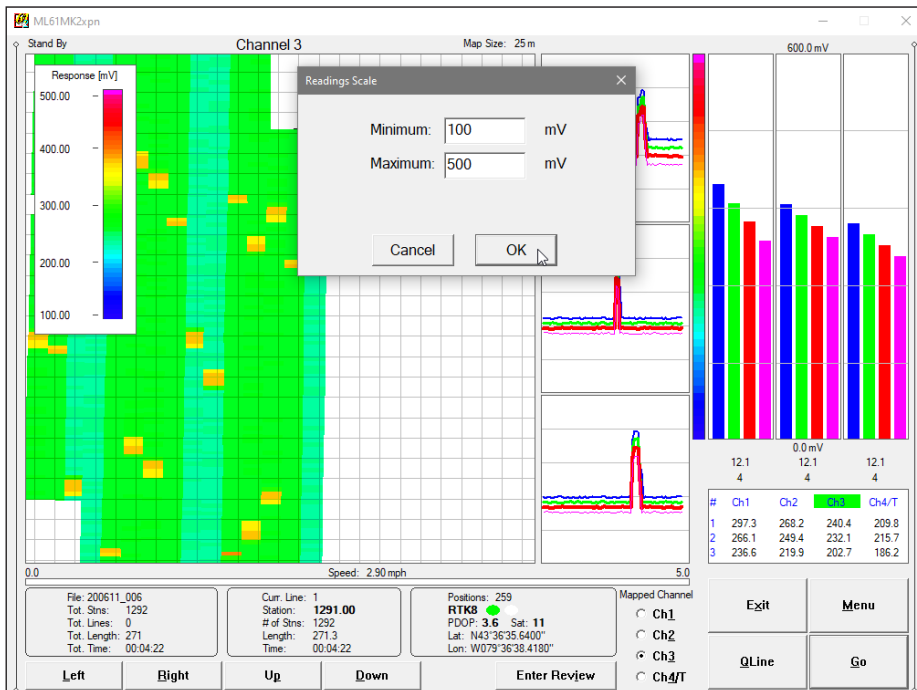 ML61MK2xpn
Stand By Channel 3 Map Size: 25 m 600.0 mV
Response [mV]
500.00
400.00
300.00
200.00
100.00
Readings Scale
Minimum: 100 mV
Maximum: 500 mV
Cancel OK
0.0 mV
12.1 12.1 12.1
4 4 4
# Ch1 Ch2 Ch3 Ch4/T
1 297.3 268.2 240.4 209.8
2 266.1 249.4 232.1 215.7
3 236.6 219.9 202.7 186.2
0.0 Speed: 2.90 mph 5.0
File: 200611_006
Tot. Stns: 1292
Tot. Lines: 0
Tot. Length: 271
Tot. Time: 00:04:22
Curr. Line: 1
Station: 1291.00
# of Stns: 1292
Length: 271.3
Time: 00:04:22
Positions: 259
RTK8
PDOP: 3.6 Sat: 11
Lat: N43°36'35.6400"
Lon: W079°36'38.4180"
Mapped Channel
Ch1
Ch2
Ch3
Ch4/T
Exit Menu
QLine Go
Left Right Up Down Enter Review